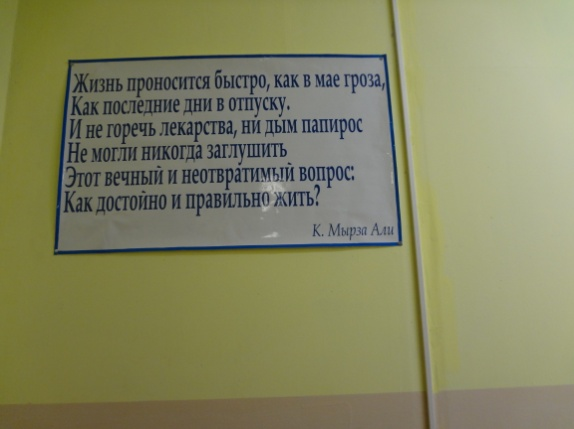 Жизнь проносится быстро, как в мае гроза,
Как последние дни в отпуску.
И не горечь лекарства, ни дым папирос
Не могли никогда заглушить
Этот вечный и неотвратимый вопрос:
Как достойно и правильно жить?
К. Мырза Али